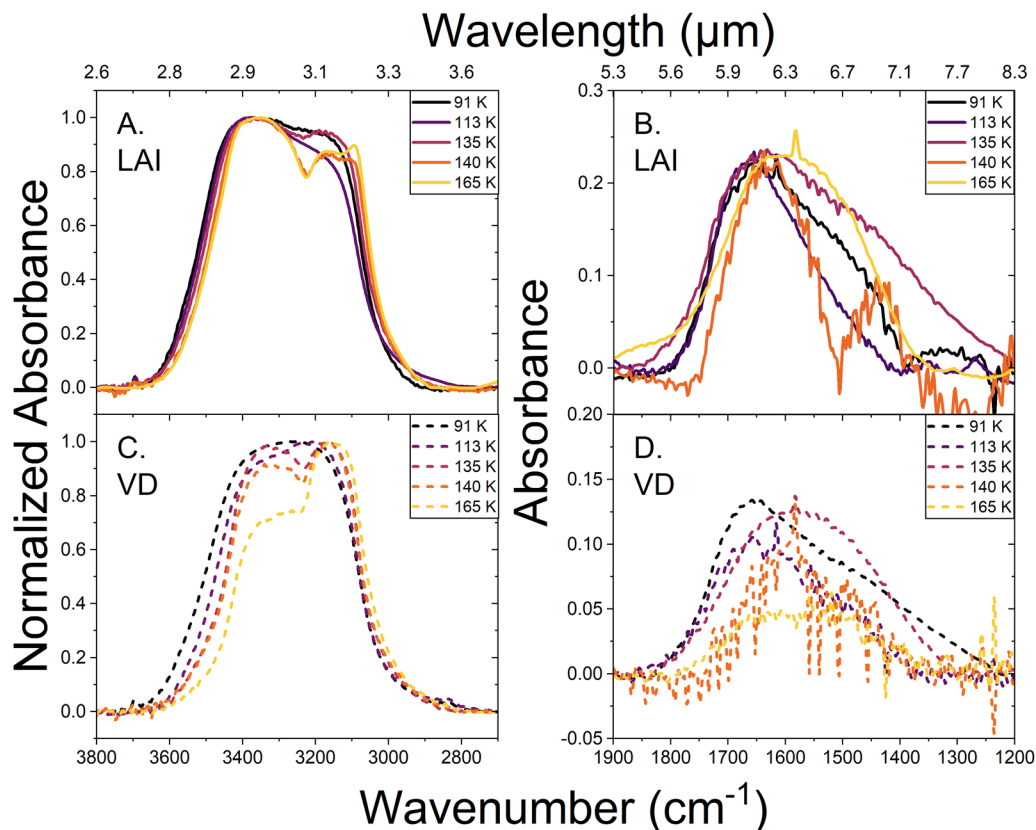 Wavelength (µm)
2.6 2.8 2.9 3.1 3.3 3.6
5.3 5.6 5.9 6.3 6.7 7.1 7.7 8.3
Normalized Absorbance
1.0
0.8
0.6
0.4
0.2
0.0
A.
LAI
91 K
113 K
135 K
140 K
165 K
Absorbance
0.3
0.2
0.1
0.0
B.
LAI
91 K
113 K
135 K
140 K
165 K
1.0
0.8
0.6
0.4
0.2
0.0
C.
VD
91 K
113 K
135 K
140 K
165 K
3800 3600 3400 3200 3000 2800
0.20
0.15
0.10
0.05
0.00
-0.05
D.
VD
91 K
113 K
135 K
140 K
165 K
1900 1800 1700 1600 1500 1400 1300 1200
Wavenumber (cm⁻¹)